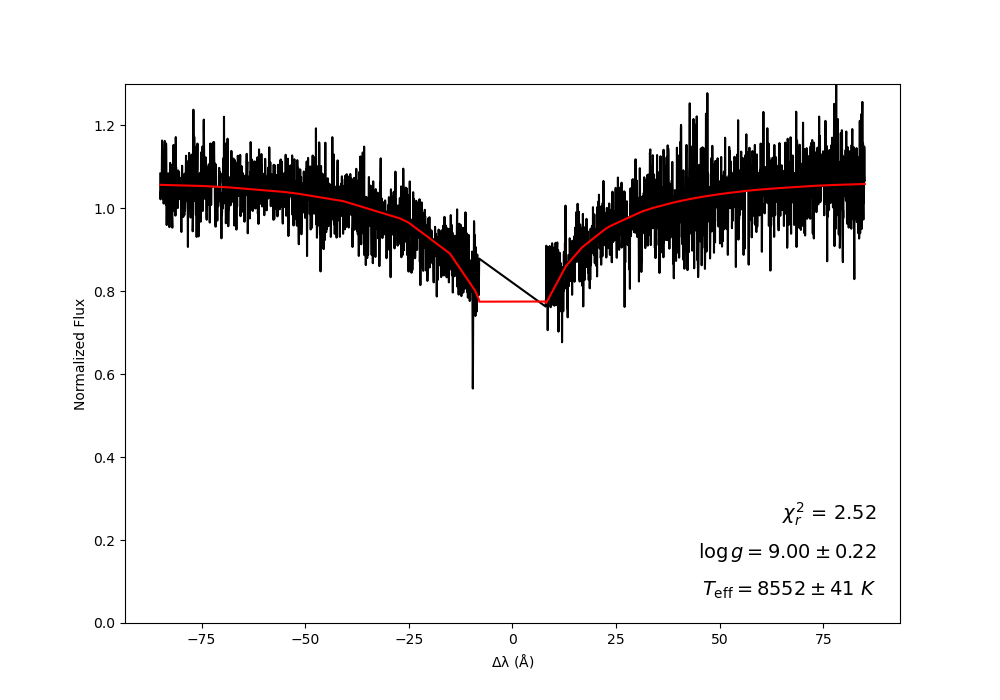 1.2
1.0
0.8
0.6
0.4
0.2
0.0
Normalized Flux
χ²ᵣ = 2.52
log g = 9.00 ± 0.22
T_eff = 8552 ± 41 K
−75 −50 −25 0 25 50 75
Δλ (Å)